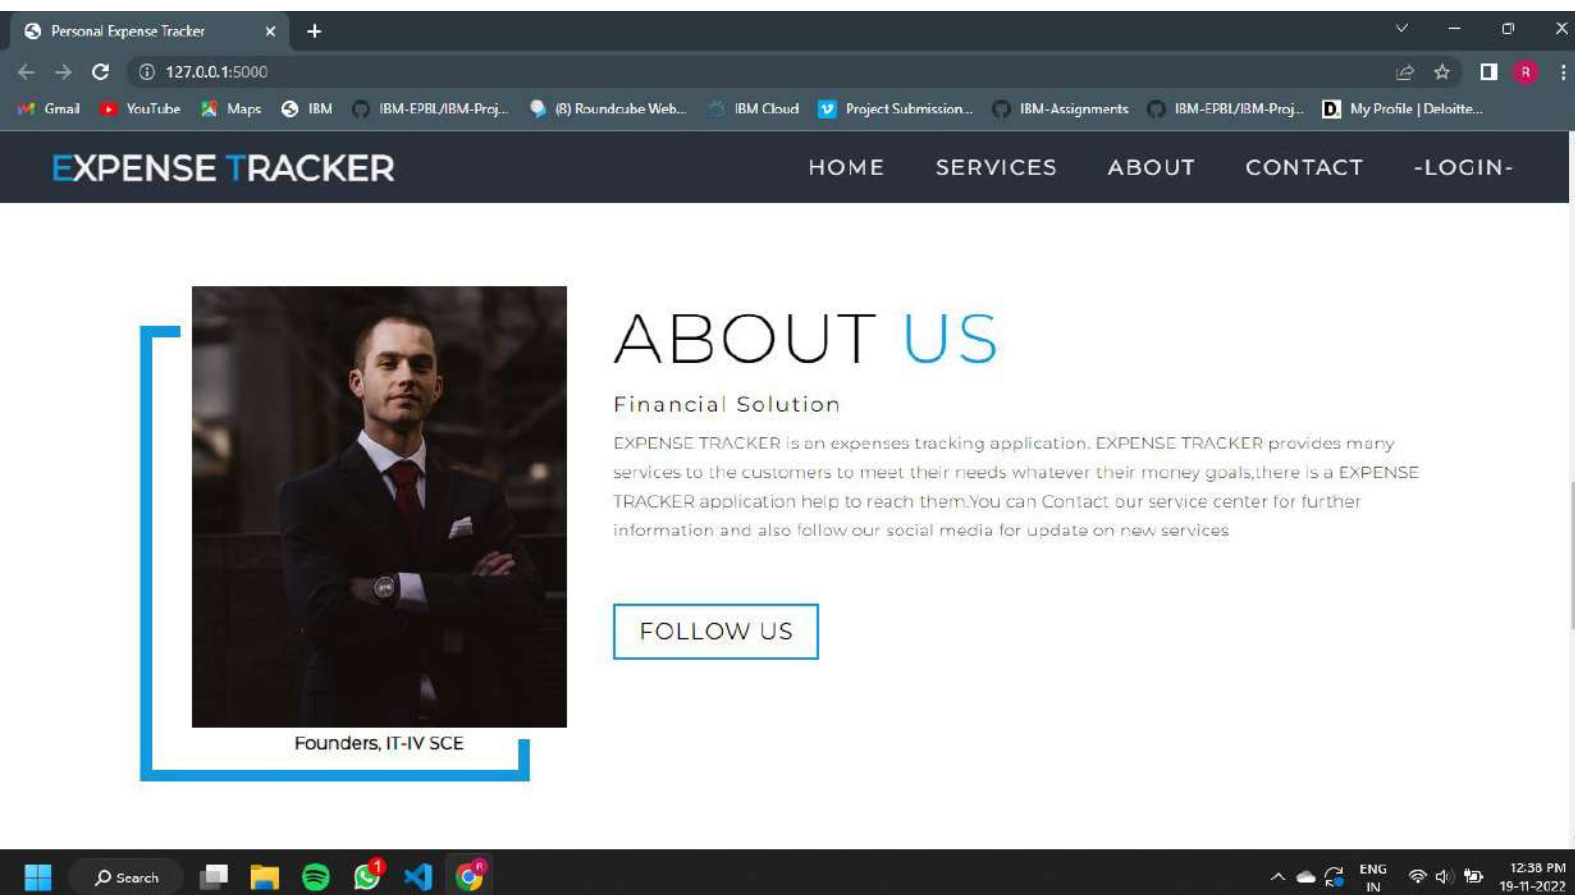 Personal Expense Tracker
127.0.0.1:5000
R
Gmail YouTube Maps IBM IBM-EPBL/IBM-Proj... (8) Roundcube Web... IBM Cloud Project Submission... IBM-Assignments IBM-EPBL/IBM-Proj... D. My Profile | Deloitte...
EXPENSE TRACKER HOME SERVICES ABOUT CONTACT -LOGIN-
ABOUT US
Financial Solution
EXPENSE TRACKER is an expenses tracking application. EXPENSE TRACKER provides many
services to the customers to meet their needs whatever their money goals,there is a EXPENSE
TRACKER application help to reach them.You can Contact our service center for further
information and also follow our social media for update on new services
FOLLOW US
Founders, IT-IV SCE
Search 1 R ENG 12:38 PM
IN 19-11-2022